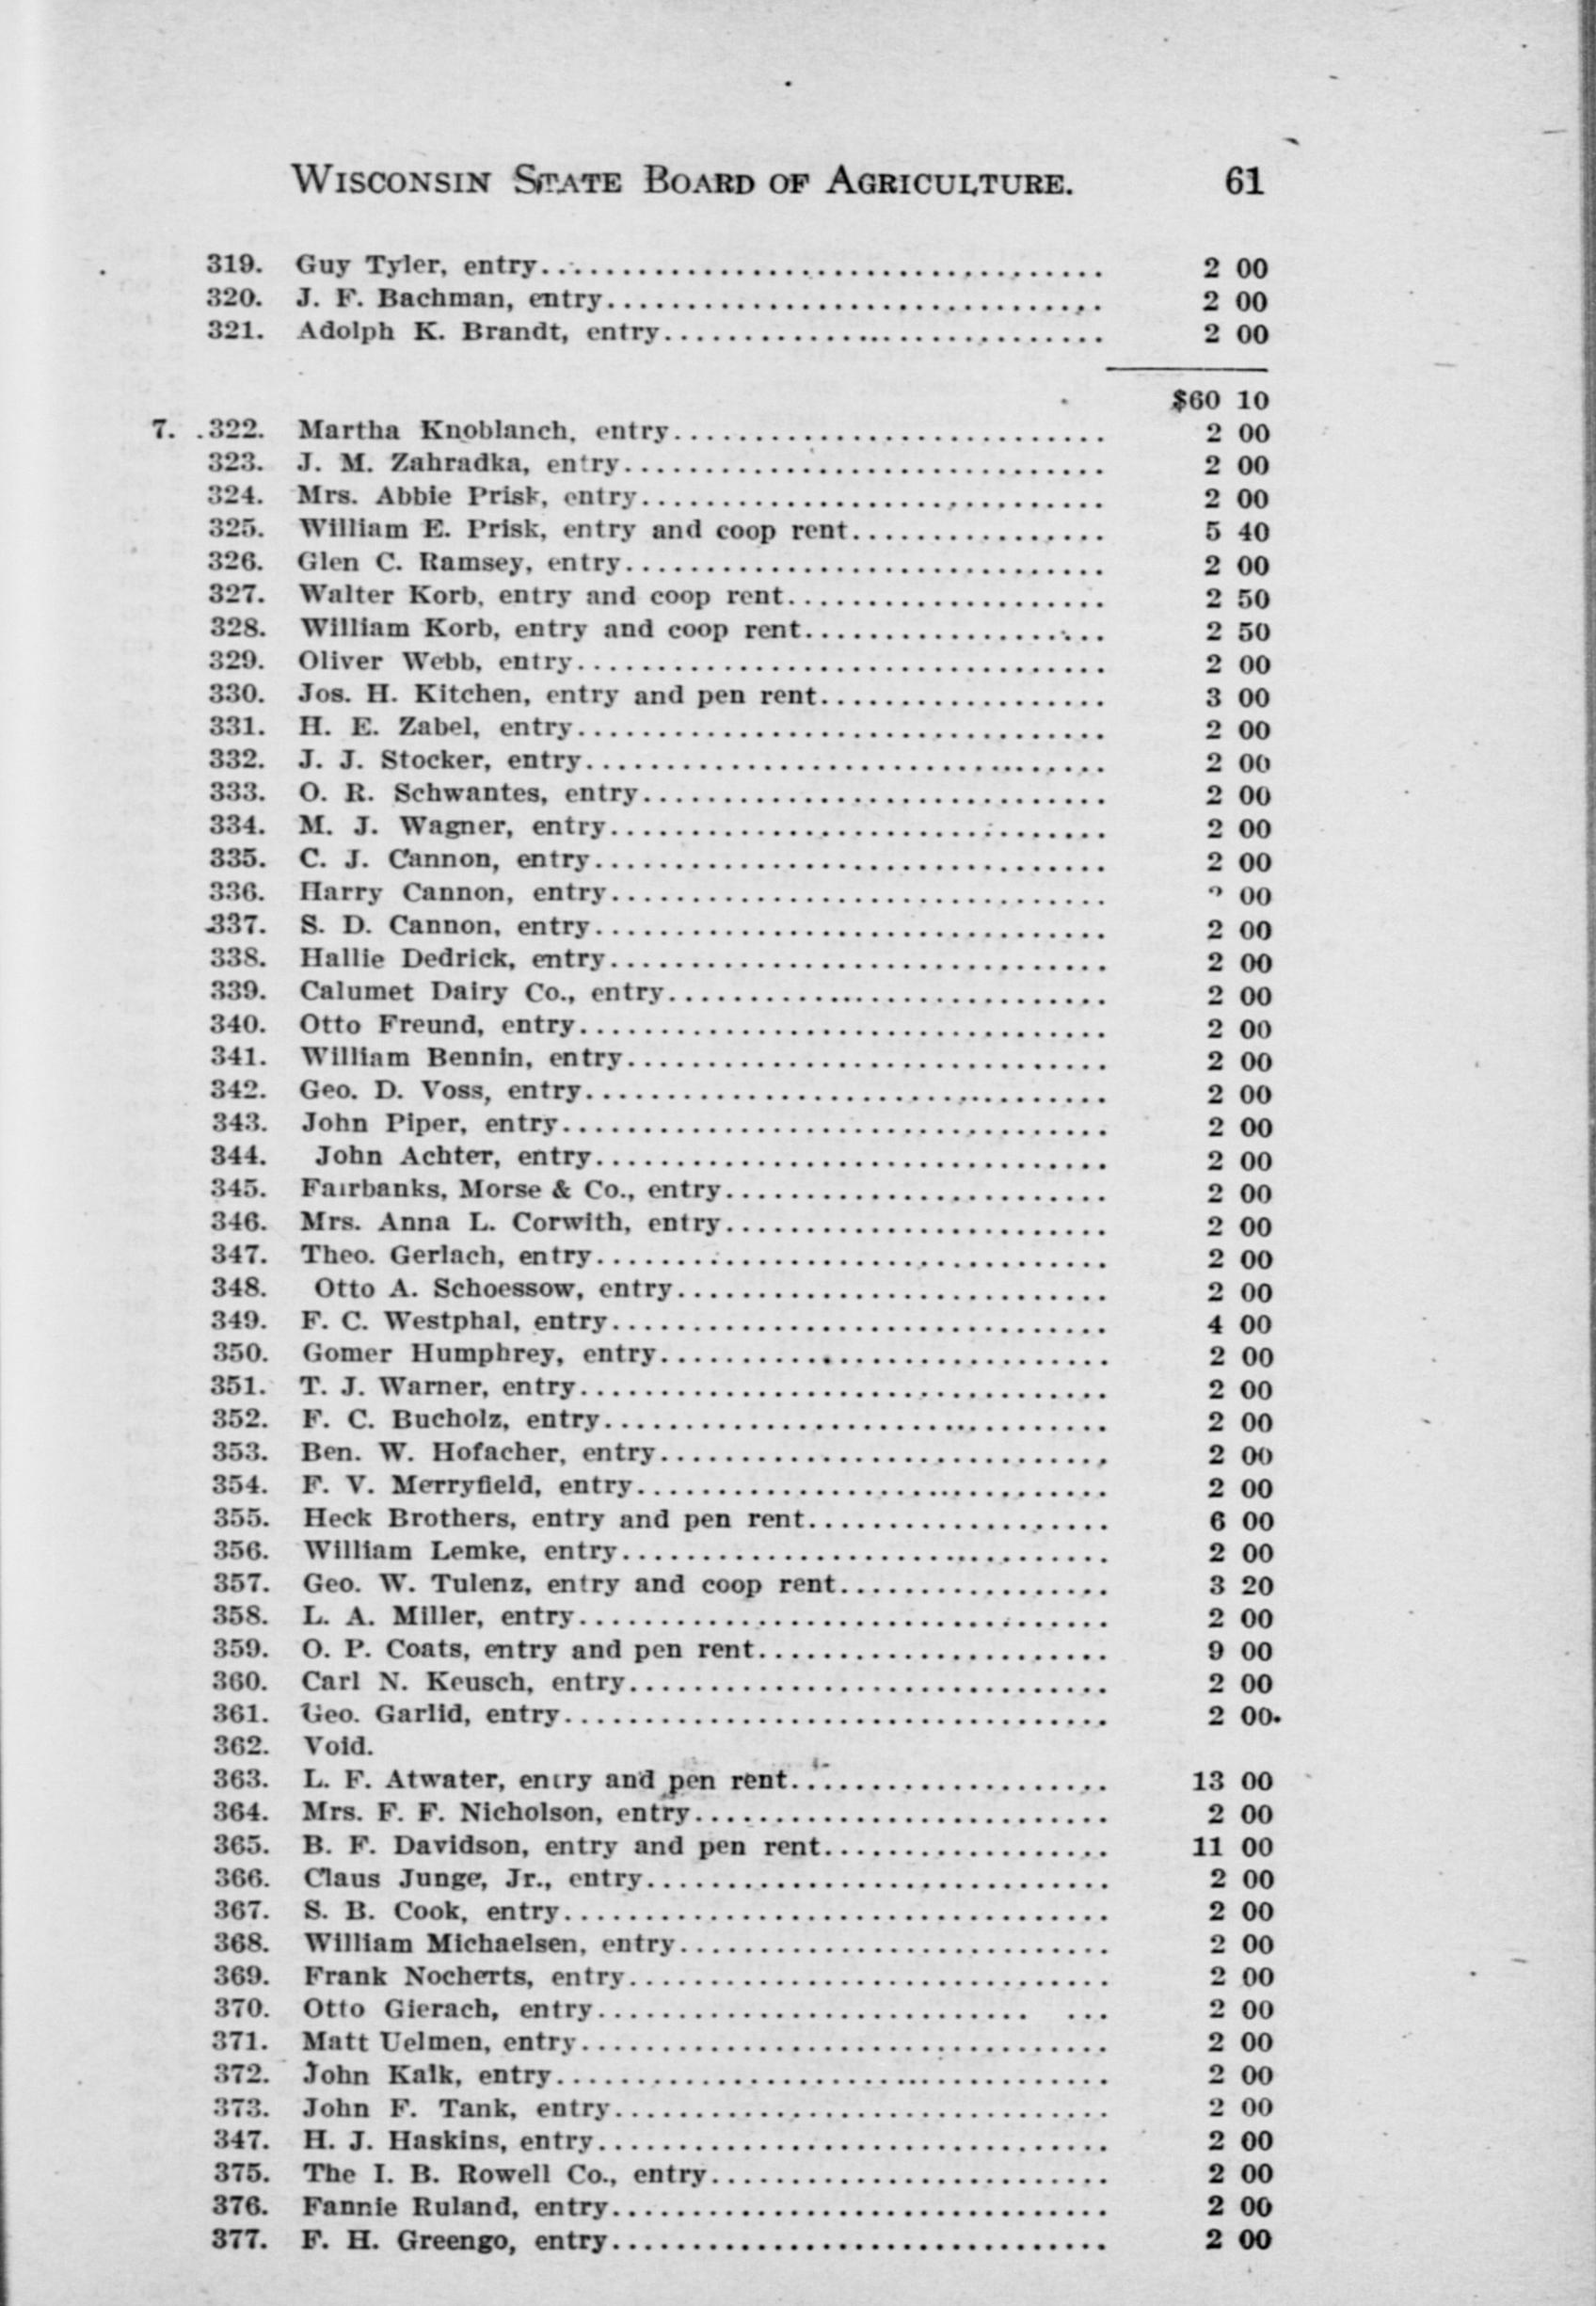 WISCONSIN STATE BOARD OF AGRICULTURE. 61
319. Guy Tyler, entry.................................. 2 00
320. J. F. Bachman, entry.............................. 2 00
321. Adolph K. Brandt, entry........................... 2 00
$60 10
7. 322. Martha Knoblanch, entry........................... 2 00
323. J. M. Zahradka, entry............................. 2 00
324. Mrs. Abbie Prisk, entry............................ 2 00
325. William E. Prisk, entry and coop rent................ 5 40
326. Glen C. Ramsey, entry............................. 2 00
327. Walter Korb, entry and coop rent.................... 2 50
328. William Korb, entry and coop rent................... 2 50
329. Oliver Webb, entry................................ 2 00
330. Jos. H. Kitchen, entry and pen rent.................. 3 00
331. H. E. Zabel, entry................................. 2 00
332. J. J. Stocker, entry................................ 2 00
333. O. R. Schwantes, entry............................. 2 00
334. M. J. Wagner, entry............................... 2 00
335. C. J. Cannon, entry................................ 2 00
336. Harry Cannon, entry............................... 00
337. S. D. Cannon, entry................................ 2 00
338. Hallie Dedrick, entry............................... 2 00
339. Calumet Dairy Co., entry........................... 2 00
340. Otto Freund, entry................................. 2 00
341. William Bennin, entry.............................. 2 00
342. Geo. D. Voss, entry................................ 2 00
343. John Piper, entry.................................. 2 00
344. John Achter, entry................................ 2 00
345. Fairbanks, Morse & Co., entry........................ 2 00
346. Mrs. Anna L. Corwith, entry........................ 2 00
347. Theo. Gerlach, entry................................ 2 00
348. Otto A. Schoessow, entry........................... 2 00
349. F. C. Westphal, entry............................... 4 00
350. Gomer Humphrey, entry............................ 2 00
351. T. J. Warner, entry................................. 2 00
352. F. C. Bucholz, entry................................ 2 00
353. Ben. W. Hofacher, entry............................ 2 00
354. F. V. Merryfield, entry............................. 2 00
355. Heck Brothers, entry and pen rent................... 6 00
356. William Lemke, entry.............................. 2 00
357. Geo. W. Tulenz, entry and coop rent................. 3 20
358. L. A. Miller, entry................................. 2 00
359. O. P. Coats, entry and pen rent...................... 9 00
360. Carl N. Keusch, entry.............................. 2 00
361. Geo. Garlid, entry.................................. 2 00.
362. Void.
363. L. F. Atwater, entry and pen rent.................... 13 00
364. Mrs. F. F. Nicholson, entry.......................... 2 00
365. B. F. Davidson, entry and pen rent.................. 11 00
366. Claus Junge, Jr., entry............................. 2 00
367. S. B. Cook, entry.................................. 2 00
368. William Michaelsen, entry........................... 2 00
369. Frank Nocherts, entry.............................. 2 00
370. Otto Gierach, entry........................... ... 2 00
371. Matt Uelmen, entry................................. 2 00
372. John Kalk, entry................................... 2 00
373. John F. Tank, entry................................ 2 00
347. H. J. Haskins, entry................................ 2 00
375. The I. B. Rowell Co., entry......................... 2 00
376. Fannie Ruland, entry............................... 2 00
377. F. H. Greengo, entry............................... 2 00